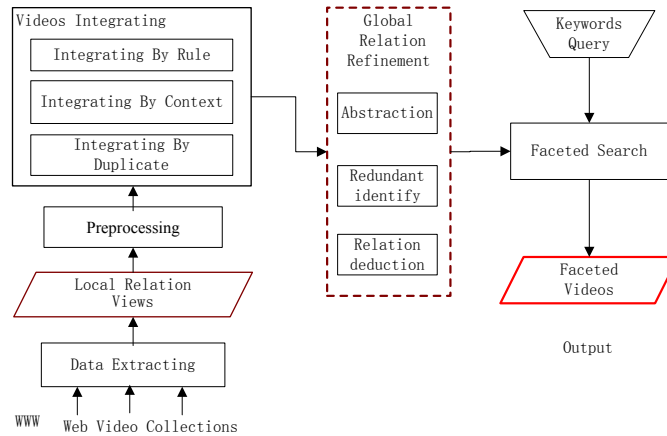 Videos Integrating
Integrating By Rule
Integrating By Context
Integrating By
Duplicate
Preprocessing
Local Relation
Views
Data Extracting
WWW
Web Video Collections
Global
Relation
Refinement
Abstraction
Redundant
identify
Relation
deduction
Keywords
Query
Faceted Search
Faceted
Videos
Output